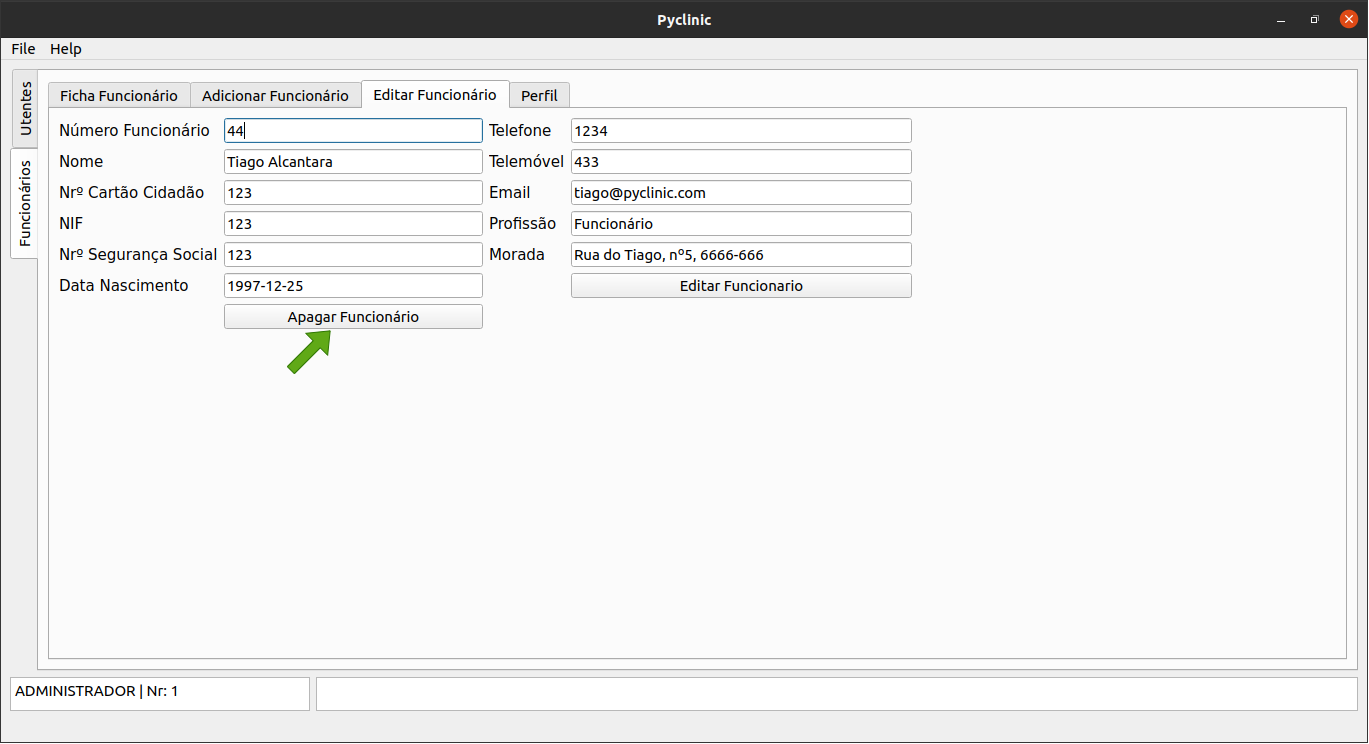 Pyclinic
File Help
Utentes
Funcionários
Ficha Funcionário Adicionar Funcionário Editar Funcionário Perfil
Número Funcionário 44 Telefone 1234
Nome Tiago Alcantara Telemóvel 433
Nrº Cartão Cidadão 123 Email tiago@pyclinic.com
NIF 123 Profissão Funcionário
Nrº Segurança Social 123 Morada Rua do Tiago, nº5, 6666-666
Data Nascimento 1997-12-25 Editar Funcionario
Apagar Funcionário
ADMINISTRADOR | Nr: 1